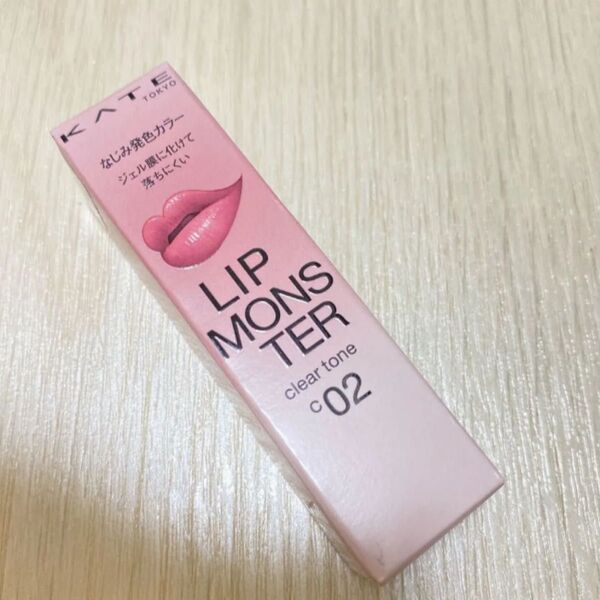 KATE
TOKYO
なじみ発色カラー
ジェル膜に化けて
落ちにくい
LIP
MONS
TER
clear tone
c02